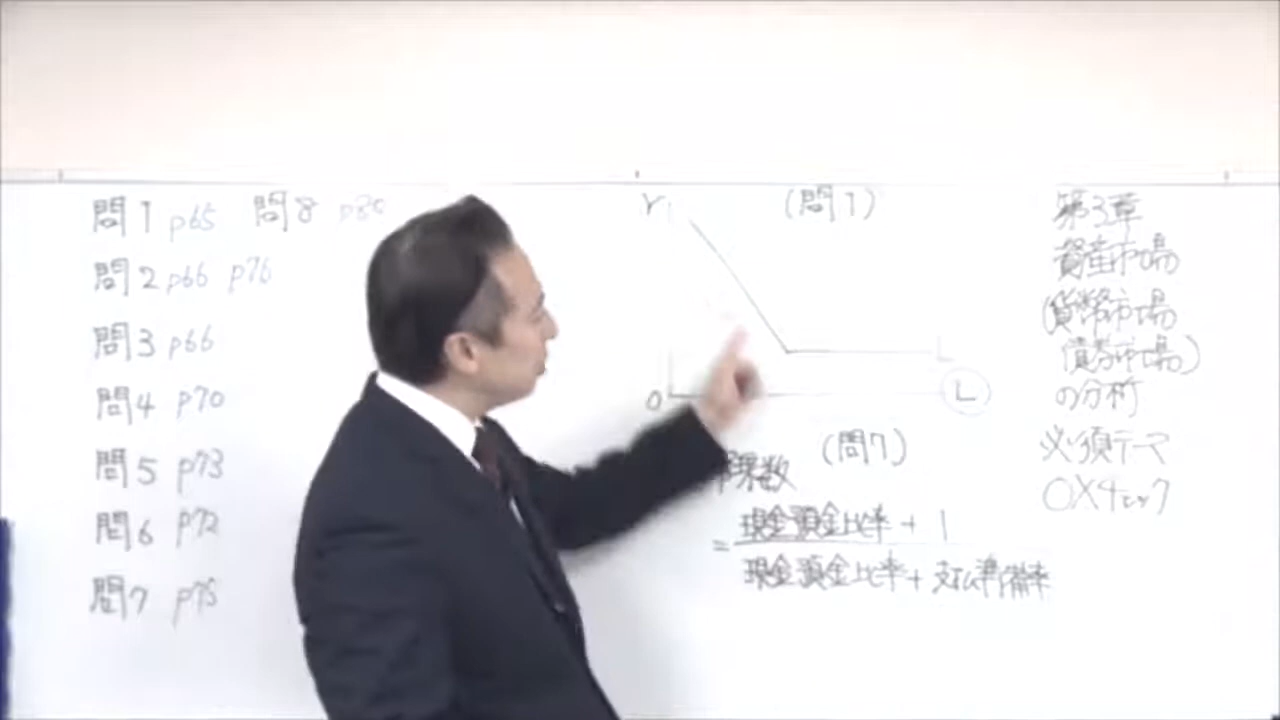 問1 p65 問8 p80
問2 p66 p76
問3 p66
問4 p70
問5 p73
問6 p72
問7 p75
r (問1)
L
0 L
(問7)
乗数
= 現金預金比率 + 1
現金預金比率 + 支払準備率
第3章
資産市場
(貨幣市場
債券市場)
の分析
必須テーマ
○×チェック